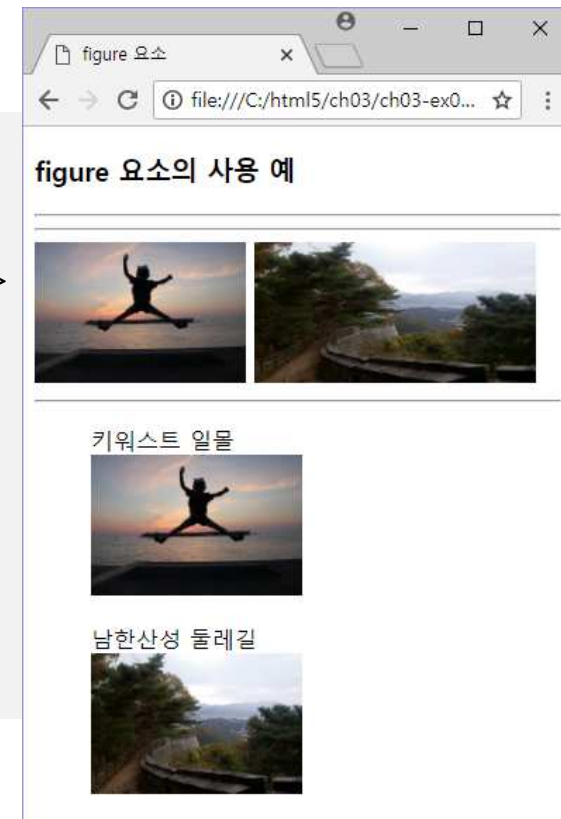 figure 요소
file:///C:/html5/ch03/ch03-ex0...
figure 요소의 사용 예
>
키워스트 일몰
남한산성 둘레길